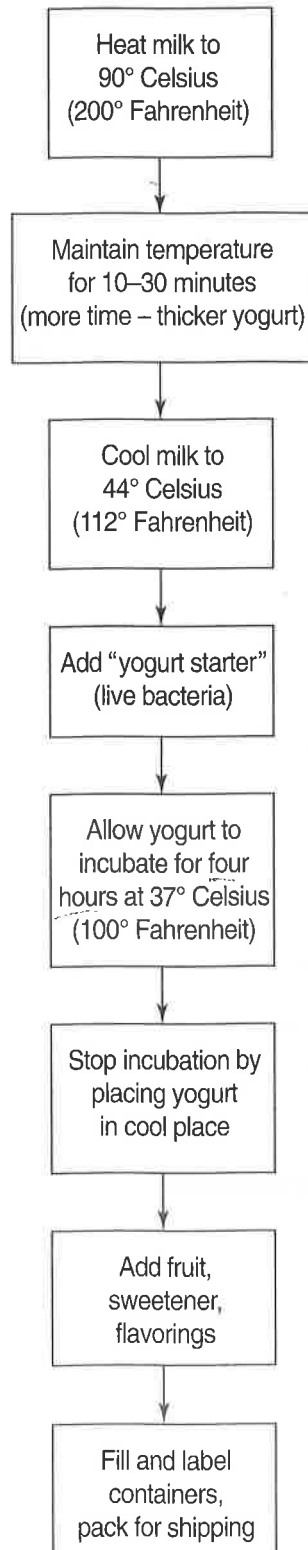 Heat milk to
90° Celsius
(200° Fahrenheit)
Maintain temperature
for 10–30 minutes
(more time – thicker yogurt)
Cool milk to
44° Celsius
(112° Fahrenheit)
Add “yogurt starter”
(live bacteria)
Allow yogurt to
incubate for four
hours at 37° Celsius
(100° Fahrenheit)
Stop incubation by
placing yogurt
in cool place
Add fruit,
sweetener,
flavorings
Fill and label
containers,
pack for shipping